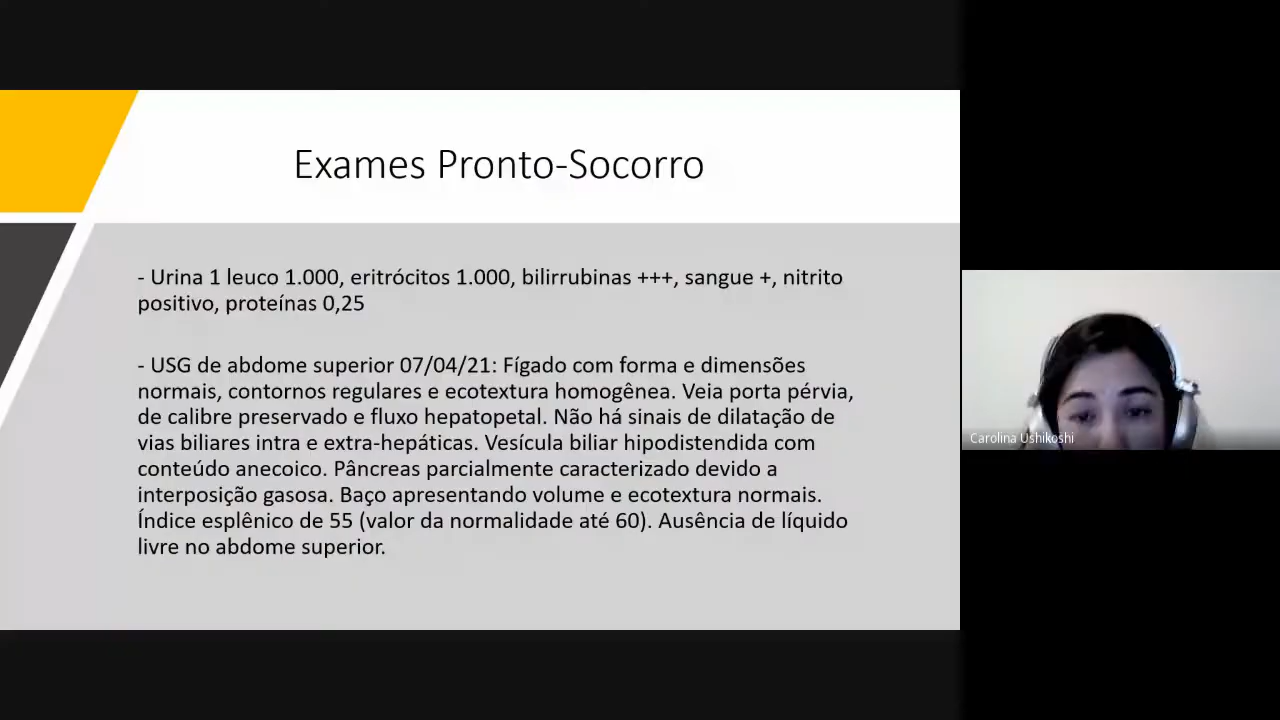 Exames Pronto-Socorro
- Urina 1 leuco 1.000, eritrócitos 1.000, bilirrubinas +++, sangue +, nitrito
positivo, proteínas 0,25
- USG de abdome superior 07/04/21: Fígado com forma e dimensões
normais, contornos regulares e ecotextura homogênea. Veia porta pérvia,
de calibre preservado e fluxo hepatopetal. Não há sinais de dilatação de
vias biliares intra e extra-hepáticas. Vesícula biliar hipodistendida com
conteúdo anecoico. Pâncreas parcialmente caracterizado devido a
interposição gasosa. Baço apresentando volume e ecotextura normais.
Índice esplênico de 55 (valor da normalidade até 60). Ausência de líquido
livre no abdome superior.
Carolina Ushikoshi